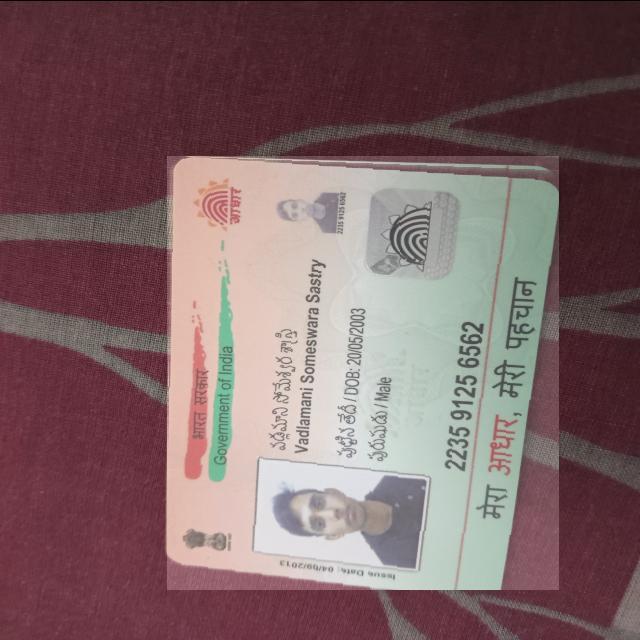 भारत सरकार
Government of India
आधार
వడ్లమాని సోమేశ్వర శాస్త్రి
Vadlamani Someswara Sastry
పుట్టిన తేదీ / DOB: 20/05/2003
పురుషుడు / Male
2235 9125 6562
Issue Date: 04/09/2013
2235 9125 6562
मेरा आधार, मेरी पहचान